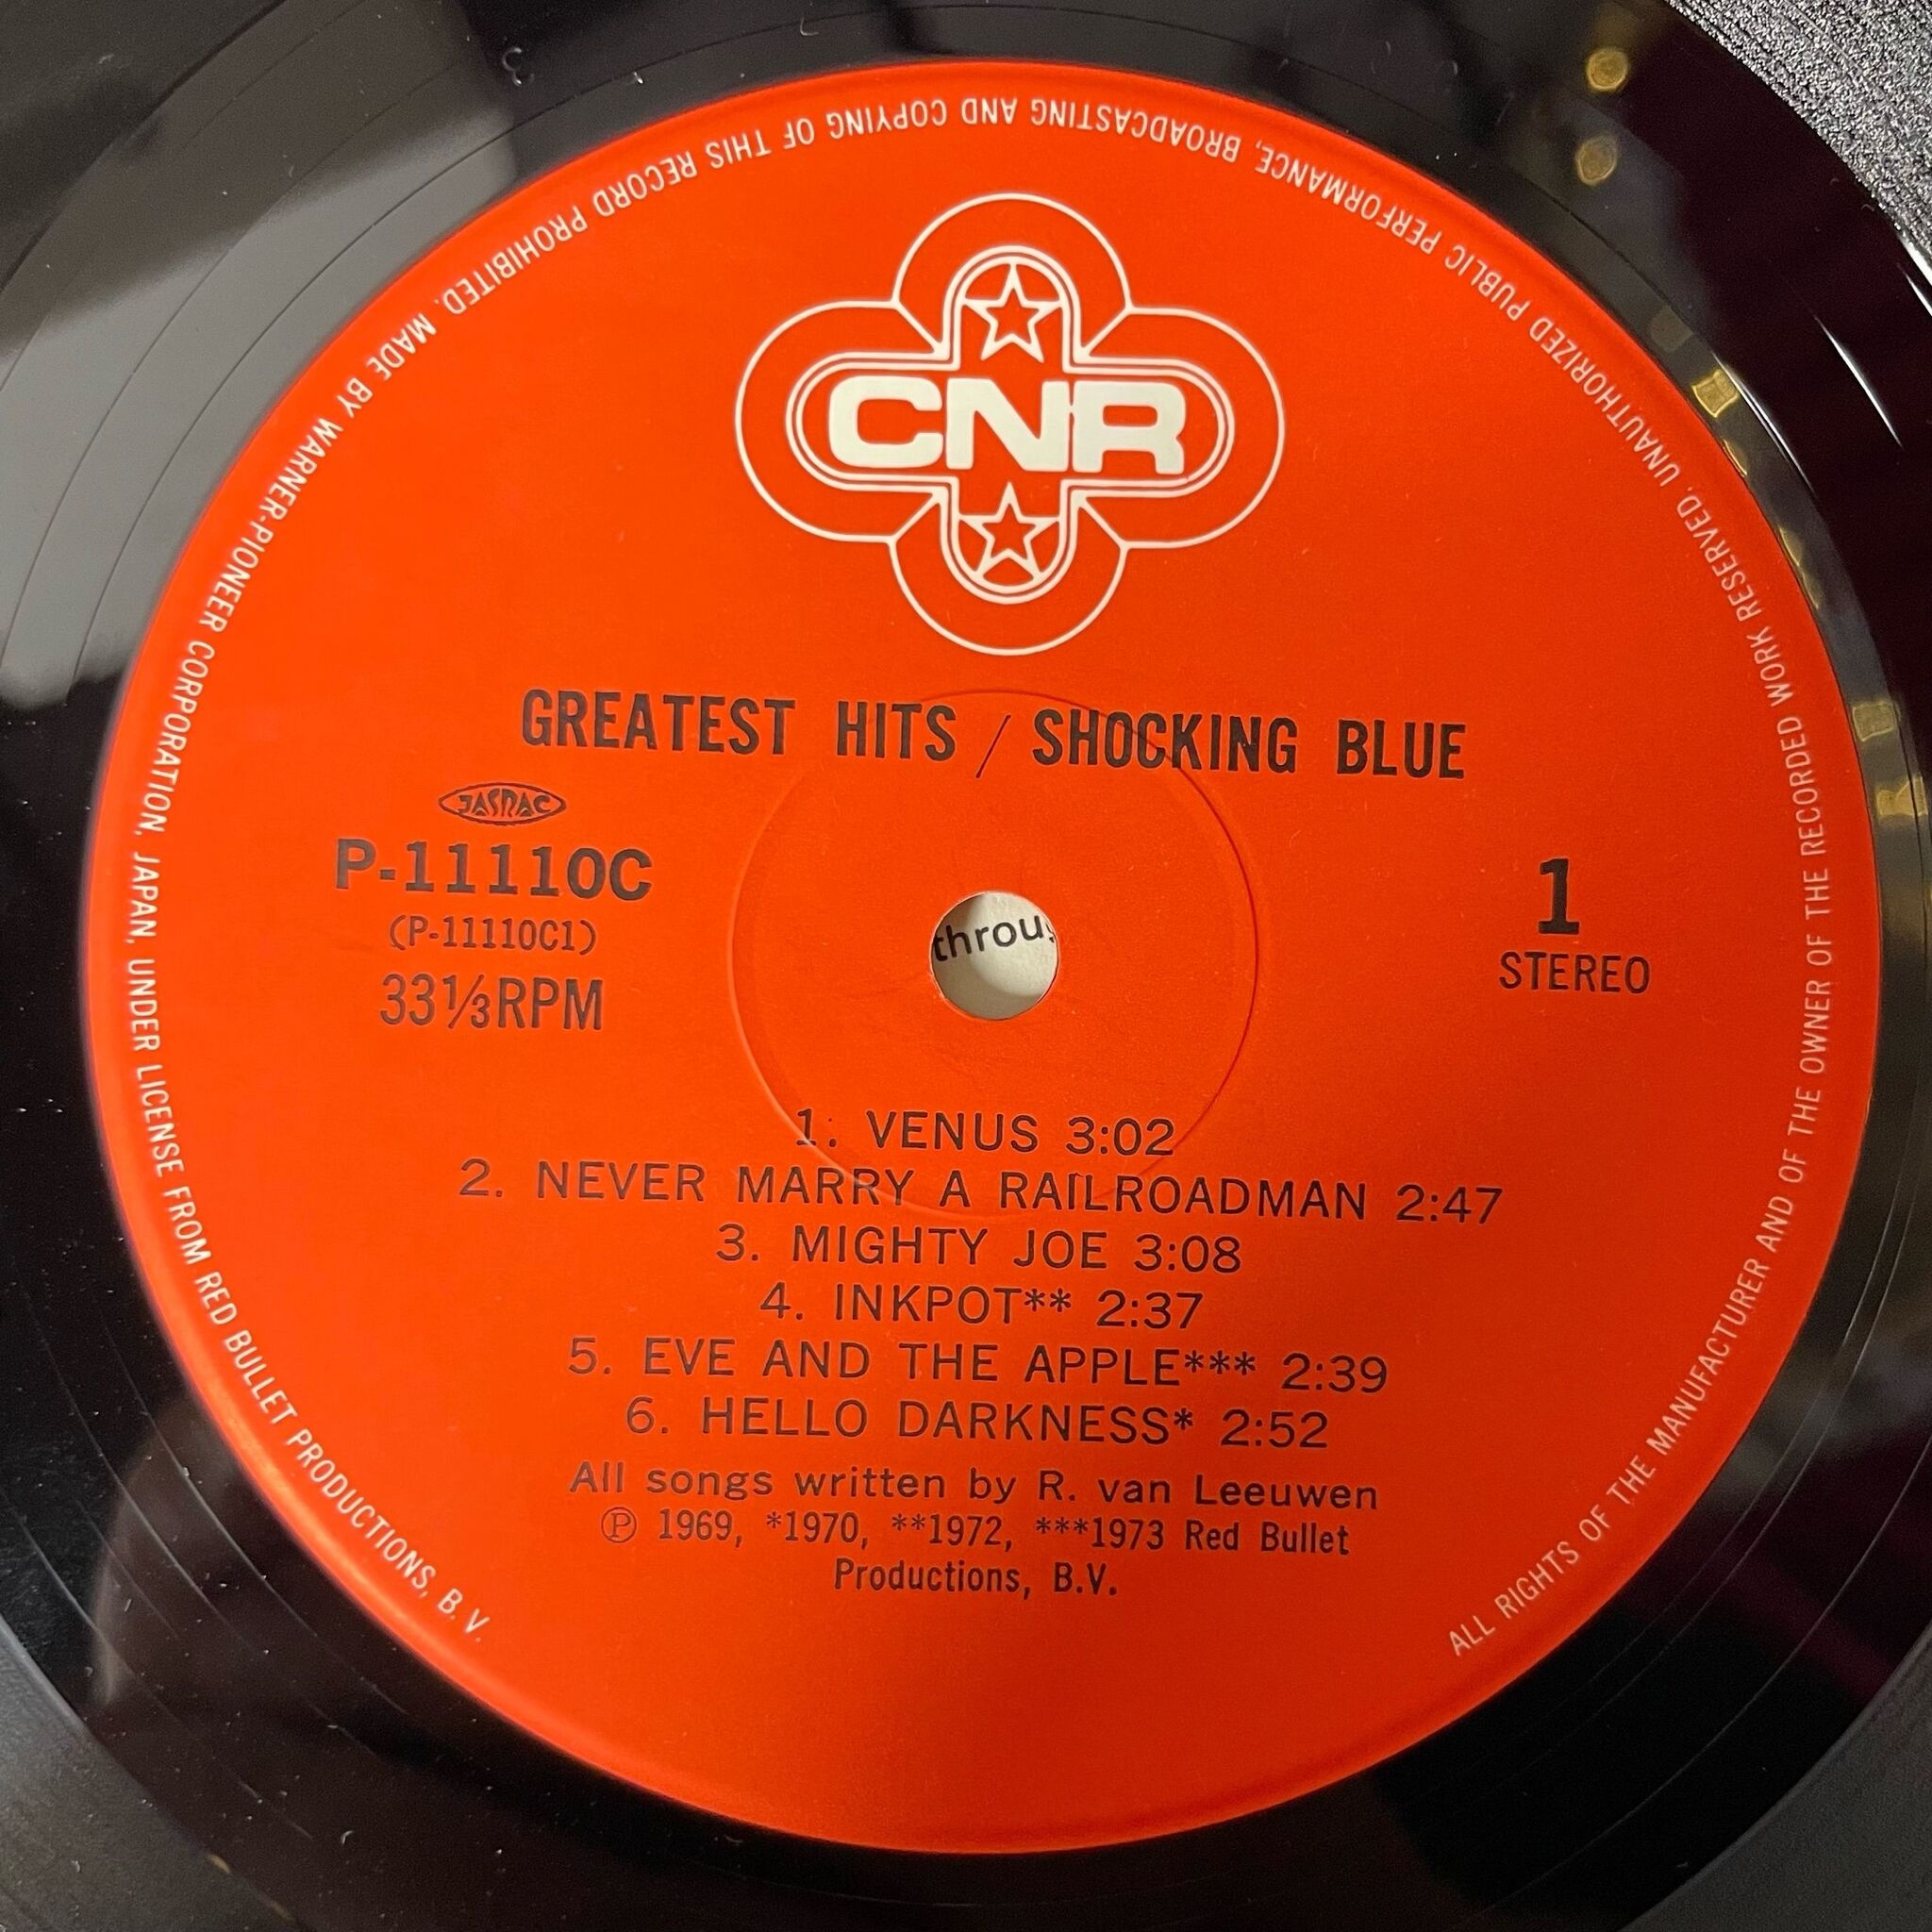 ALL RIGHTS OF THE MANUFACTURER AND OF THE OWNER OF THE RECORDED WORK RESERVED. UNAUTHORIZED PUBLIC PERFORMANCE, BROADCASTING AND COPYING OF THIS RECORD PROHIBITED. MADE BY WARNER-PIONEER CORPORATION, JAPAN, UNDER LICENSE FROM RED BULLET PRODUCTIONS, B.V.
CNR
GREATEST HITS / SHOCKING BLUE
JASRAC
P-11110C
(P-11110C1)
33⅓RPM
1
STEREO
1. VENUS 3:02
2. NEVER MARRY A RAILROADMAN 2:47
3. MIGHTY JOE 3:08
4. INKPOT** 2:37
5. EVE AND THE APPLE*** 2:39
6. HELLO DARKNESS* 2:52
All songs written by R. van Leeuwen
Ⓟ 1969, *1970, **1972, ***1973 Red Bullet
Productions, B.V.